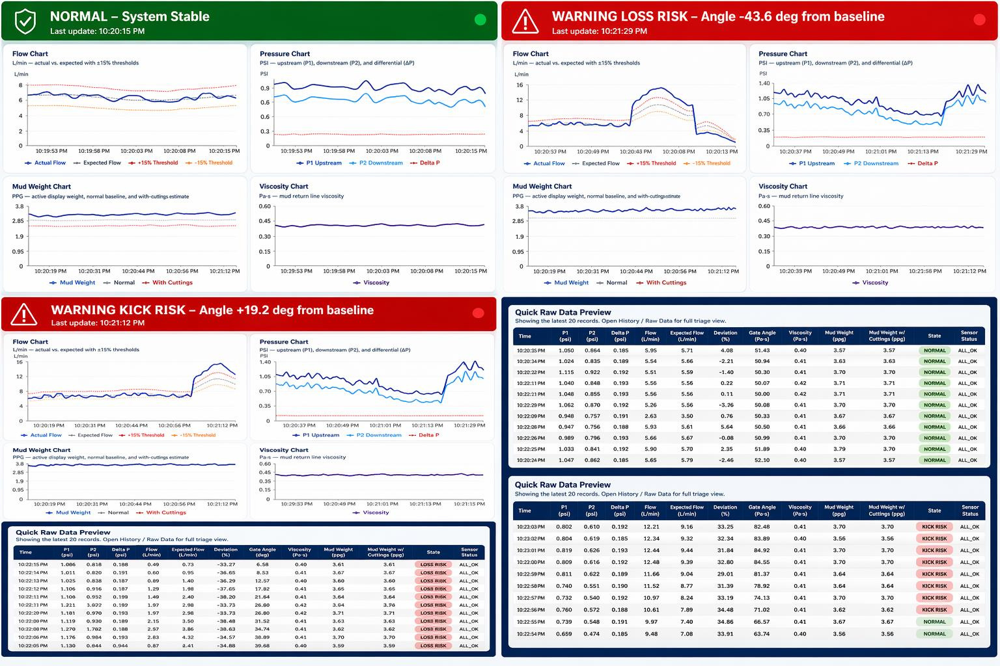 NORMAL – System Stable
Last update: 10:20:15 PM
Flow Chart
L/min — actual vs. expected with ±15% thresholds
L/min
8
6
4
2
0
10:19:53 PM 10:19:58 PM 10:20:03 PM 10:20:08 PM 10:20:15 PM
Actual Flow Expected Flow +15% Threshold -15% Threshold
Pressure Chart
PSI — upstream (P1), downstream (P2), and differential (ΔP)
PSI
0.9
0.6
0.6
0.3
0
10:19:53 PM 10:19:58 PM 10:20:03 PM 10:20:08 PM 10:20:15 PM
P1 Upstream P2 Downstream Delta P
Mud Weight Chart
PPG — active display weight, normal baseline, and with-cuttings estimate
3.8
2.85
1.9
0.95
0
10:20:19 PM 10:20:31 PM 10:20:44 PM 10:20:56 PM 10:21:12 PM
Mud Weight Normal With Cuttings
Viscosity Chart
Pa·s — mud return line viscosity
0.60
0.45
0.30
0.15
0
10:29:53 PM 10:19:58 PM 10:20:03 PM 10:20:08 PM 10:20:15 PM
Viscosity
WARNING LOSS RISK – Angle -43.6 deg from baseline
Last update: 10:21:29 PM
Flow Chart
L/min — actual vs. expected with ±15% thresholds
L/min
16
12
8
4
0
10:20:37 PM 10:20:69 PM 10:20:43 PM 10:20:08 PM 10:20:13 PM
Actual Flow Expected Flow +15% Threshold -15% Threshold
Pressure Chart
PSI — upstream (P1), downstream (P2), and differential (ΔP)
PSI
1.40
1.05
0.70
0.35
0
10:20:37 PM 10:20:49 PM 10:21:01 PM 10:21:13 PM 10:21:29 PM
P1 Upstream P2 Downstream Delta P
Mud Weight Chart
PPG — active display weight, normal baseline, and with-cuttings estimate
3.8
2.85
1.9
0.95
0
10:20:19 PM 10:20:31 PM 10:20:44 PM 10:20:56 PM 10:21:12 PM
Mud Weight Normal With Cuttings
Viscosity Chart
Pa·s — mud return line viscosity
0.60
0.45
0.30
0.15
0
10:20:39 PM 10:20:49 PM 10:21:01 PM 10:21:58 PM 10:21:12 PM
Viscosity
WARNING KICK RISK – Angle +19.2 deg from baseline
Last update: 10:21:12 PM
Flow Chart
L/min — actual vs. expected with ±15% thresholds
L/min
16
12
8
4
0
10:20:19 PM 10:20:31 PM 10:20:44 PM 10:20:56 PM 10:21:12 PM
Actual Flow Expected Flow +15% Threshold -15% Threshold
Pressure Chart
PSI — upstream (P1), downstream (P2), and differential (ΔP)
PSI
1.40
1.05
0.70
0.35
0
10:20:37 PM 10:20:49 PM 10:21:01 PM 10:21:13 PM 10:21:29 PM
P1 Upstream P2 Downstream Delta P
Mud Weight Chart
PPG — active display weight, normal baseline, and with-cuttings estimate
3.8
2.85
1.9
0.95
0
10:20:19 PM 10:20:31 PM 10:20:44 PM 10:20:56 PM 10:21:12 PM
Mud Weight Normal With Cuttings
Viscosity Chart
Pa·s — mud return line viscosity
0.60
0.45
0.35
0.15
0
10:29:33 PM 10:20:49 PM 10:21:01 PM 10:21:13 PM 10:21:15 PM
Viscosity
Quick Raw Data Preview
Showing the latest 20 records. Open History / Raw Data for full triage view.
Time P1 (psi) P2 (psi) Delta P (psi) Flow (L/min) Expected Flow (L/min) Deviation (%) Gate Angle (deg) Viscosity (Pa·s) Mud Weight (ppg) Mud Weight w/ Cuttings (ppg) State Sensor Status
10:22:15 PM 1.086 0.818 0.188 0.49 0.73 -33.27 6.58 0.40 3.61 3.61 LOSS RISK ALL_OK
10:22:14 PM 1.011 0.820 0.191 0.60 0.95 -36.65 8.53 0.41 3.67 3.67 LOSS RISK ALL_OK
10:22:13 PM 1.025 0.838 0.187 0.89 1.40 -36.29 12.57 0.40 3.60 3.60 LOSS RISK ALL_OK
10:22:12 PM 1.106 0.916 0.187 1.29 1.98 -37.65 17.82 0.40 3.65 3.65 LOSS RISK ALL_OK
10:22:11 PM 1.106 0.952 0.199 1.49 2.40 -38.20 21.64 0.41 3.64 3.64 LOSS RISK ALL_OK
10:22:11 PM 1.211 0.192 1.97 2.98 -33.73 26.80 0.42 3.76 3.76 LOSS RISK ALL_OK
10:22:29 PM 1.181 0.970 0.193 1.97 2.98 -33.73 26.80 0.42 3.71 3.71 LOSS RISK ALL_OK
10:22:09 PM 1.119 0.930 0.189 2.15 3.50 -38.48 31.52 0.41 3.63 3.63 LOSS RISK ALL_OK
10:22:08 PM 1.270 1.782 0.188 2.37 3.86 -38.63 34.74 0.41 3.62 3.62 LOSS RISK ALL_OK
10:22:06 PM 1.176 0.984 0.193 2.83 4.32 -34.57 38.89 0.41 3.70 3.70 LOSS RISK ALL_OK
10:22:05 PM 1.130 0.944 0.944 0.87 2.41 -34.88 39.68 0.40 3.59 3.59 LOSS RISK ALL_OK
Quick Raw Data Preview
Showing the latest 20 records. Open History / Raw Data for full triage view.
Time P1 (psi) P2 (psi) Delta P (psi) Flow (L/min) Expected Flow (L/min) Deviation (%) Gate Angle (Po·s) Viscosity (Po·s) Mud Weight (ppg) Mud Weight w/ Cuttings (ppg) State Sensor Status
10:20:35 PM 1.050 0.864 0.185 5.95 5.71 4.08 51.43 0.40 3.57 3.57 NORMAL ALL_OK
10:20:34 PM 1.024 0.835 0.189 5.54 5.66 -2.21 50.94 0.41 3.63 3.63 NORMAL ALL_OK
10:22:22 PM 1.115 0.922 0.189 5.51 5.59 -1.40 50.30 0.41 3.70 3.70 NORMAL ALL_OK
10:22:11 PM 1.040 0.848 0.193 5.56 5.56 0.22 50.07 0.42 3.71 3.71 NORMAL ALL_OK
10:22:21 PM 1.048 0.855 0.193 5.56 5.56 0.11 50.00 0.42 3.71 3.71 NORMAL ALL_OK
10:22:29 PM 1.062 0.870 0.192 5.26 5.56 -3.76 50.08 0.41 3.70 3.70 NORMAL ALL_OK
10:22:09 PM 0.948 0.757 0.191 2.63 3.50 0.76 50.33 0.41 3.67 3.67 NORMAL ALL_OK
10:22:38 PM 0.947 0.756 0.188 5.93 5.61 5.64 50.50 0.41 3.66 3.66 NORMAL ALL_OK
10:22:26 PM 0.989 0.796 0.193 5.66 5.67 -0.08 50.99 0.41 3.70 3.70 NORMAL ALL_OK
10:22:25 PM 1.033 0.841 0.192 5.90 5.70 2.35 51.89 0.40 3.79 3.70 NORMAL ALL_OK
10:20:24 PM 1.047 0.862 0.185 5.65 5.79 -2.46 52.10 0.40 3.57 3.57 NORMAL ALL_OK
Quick Raw Data Preview
Showing the latest 20 records. Open History / Raw Data for full triage view.
Time P1 (psi) P2 (psi) Delta P (psi) Flow (L/min) Expected Flow (L/min) Deviation (%) Gate Angle (Po·s) Viscosity (Po·s) Mud Weight (ppg) Mud Weight w/ Cuttings (ppg) State Sensor Status
10:23:03 PM 0.802 0.610 0.192 12.21 9.16 33.25 82.48 0.41 3.70 3.70 KICK RISK ALL_OK
10:23:02 PM 0.804 0.619 0.185 12.34 9.32 32.34 83.89 0.40 3.56 3.56 KICK RISK ALL_OK
10:23:01 PM 0.819 0.626 0.193 12.44 9.44 31.84 84.92 0.41 3.70 3.70 KICK RISK ALL_OK
10:22:00 PM 0.809 0.616 0.192 12.48 9.39 32.80 84.55 0.41 3.70 3.70 KICK RISK ALL_OK
10:22:59 PM 0.811 0.622 0.189 11.66 9.04 29.01 81.37 0.41 3.64 3.64 KICK RISK ALL_OK
10:22:58 PM 0.740 0.551 0.190 11.52 8.77 31.39 78.92 0.41 3.64 3.64 KICK RISK ALL_OK
10:22:57 PM 0.732 0.540 0.192 10.97 8.24 33.19 74.13 0.41 3.70 3.70 KICK RISK ALL_OK
10:22:56 PM 0.760 0.572 0.188 10.61 7.89 34.48 71.02 0.41 3.62 3.62 KICK RISK ALL_OK
10:22:55 PM 0.739 0.548 0.191 9.97 7.40 34.86 66.57 0.41 3.67 3.67 NORMAL ALL_OK
10:22:54 PM 0.659 0.474 0.185 9.48 7.08 33.91 63.74 0.40 3.56 3.56 NORMAL ALL_OK